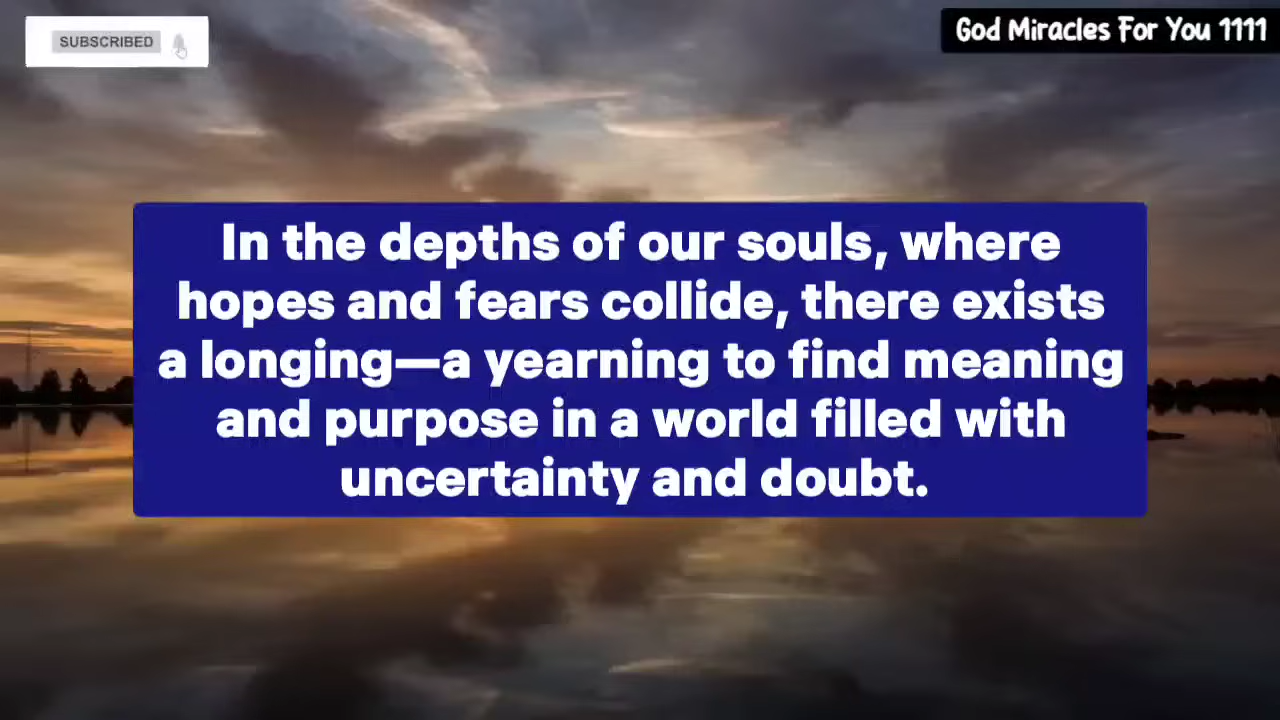 SUBSCRIBED
God Miracles For You 1111
In the depths of our souls, where
hopes and fears collide, there exists
a longing—a yearning to find meaning
and purpose in a world filled with
uncertainty and doubt.